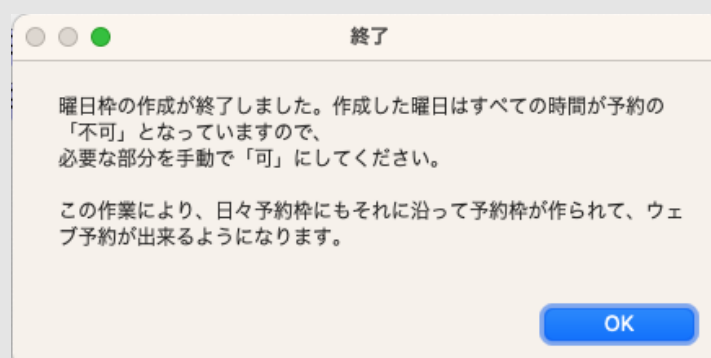 終了
曜日枠の作成が終了しました。作成した曜日はすべての時間が予約の
「不可」となっていますので、
必要な部分を手動で「可」にしてください。
この作業により、日々予約枠にもそれに沿って予約枠が作られて、ウェ
ブ予約が出来るようになります。
OK